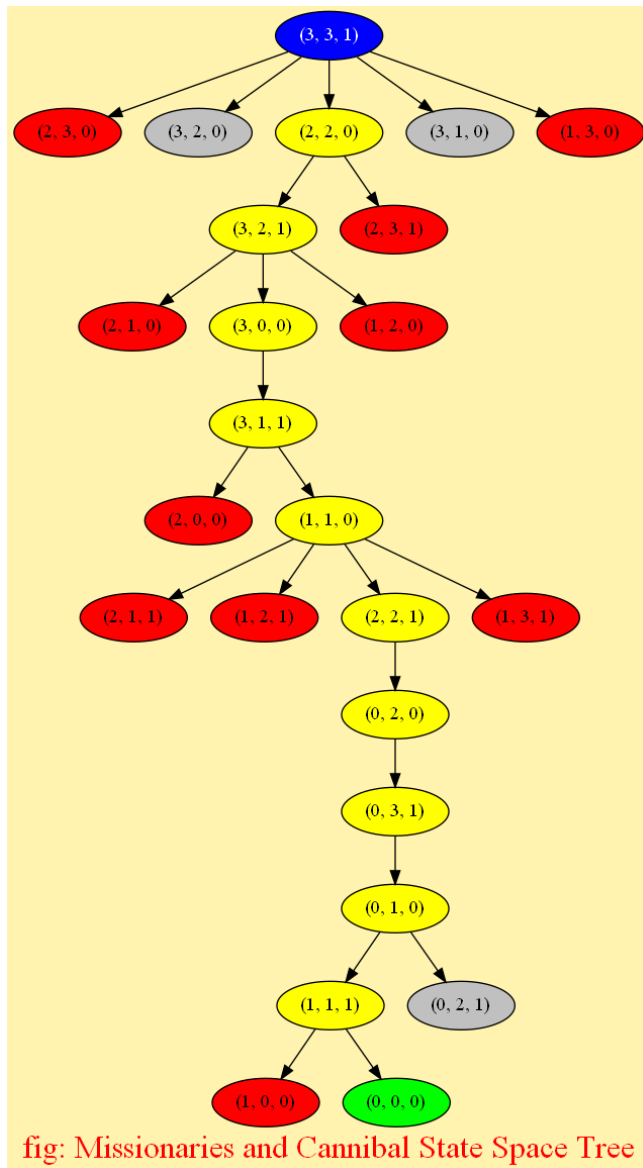 (3, 3, 1)
(2, 3, 0) (3, 2, 0) (2, 2, 0) (3, 1, 0) (1, 3, 0)
(3, 2, 1) (2, 3, 1)
(2, 1, 0) (3, 0, 0) (1, 2, 0)
(3, 1, 1)
(2, 0, 0) (1, 1, 0)
(2, 1, 1) (1, 2, 1) (2, 2, 1) (1, 3, 1)
(0, 2, 0)
(0, 3, 1)
(0, 1, 0)
(1, 1, 1) (0, 2, 1)
(1, 0, 0) (0, 0, 0)
fig: Missionaries and Cannibal State Space Tree